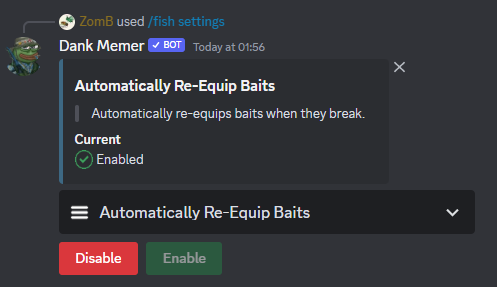 ZomB used /fish settings
Dank Memer ✓ BOT Today at 01:56
Automatically Re-Equip Baits
Automatically re-equips baits when they break.
Current
Enabled
Automatically Re-Equip Baits
Disable Enable